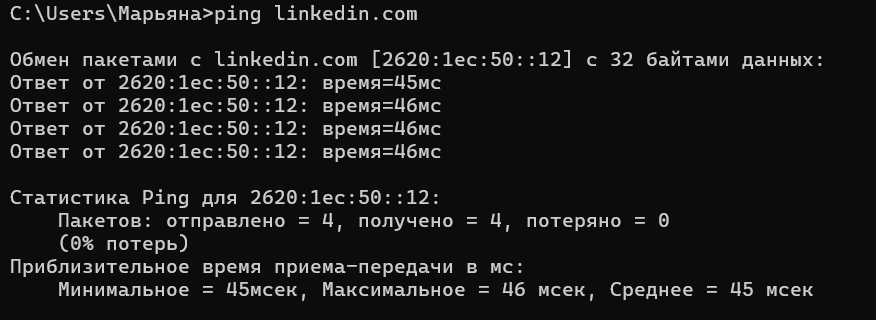 C:\Users\Марьяна>ping linkedin.com
Обмен пакетами с linkedin.com [2620:1ec:50::12] с 32 байтами данных:
Ответ от 2620:1ec:50::12: время=45мс
Ответ от 2620:1ec:50::12: время=46мс
Ответ от 2620:1ec:50::12: время=46мс
Ответ от 2620:1ec:50::12: время=46мс
Статистика Ping для 2620:1ec:50::12:
Пакетов: отправлено = 4, получено = 4, потеряно = 0
(0% потерь)
Приблизительное время приема-передачи в мс:
Минимальное = 45мсек, Максимальное = 46 мсек, Среднее = 45 мсек